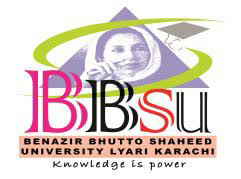 BBSU
BENAZIR BHUTTO SHAHEED
UNIVERSITY LYARI KARACHI
Knowledge is power